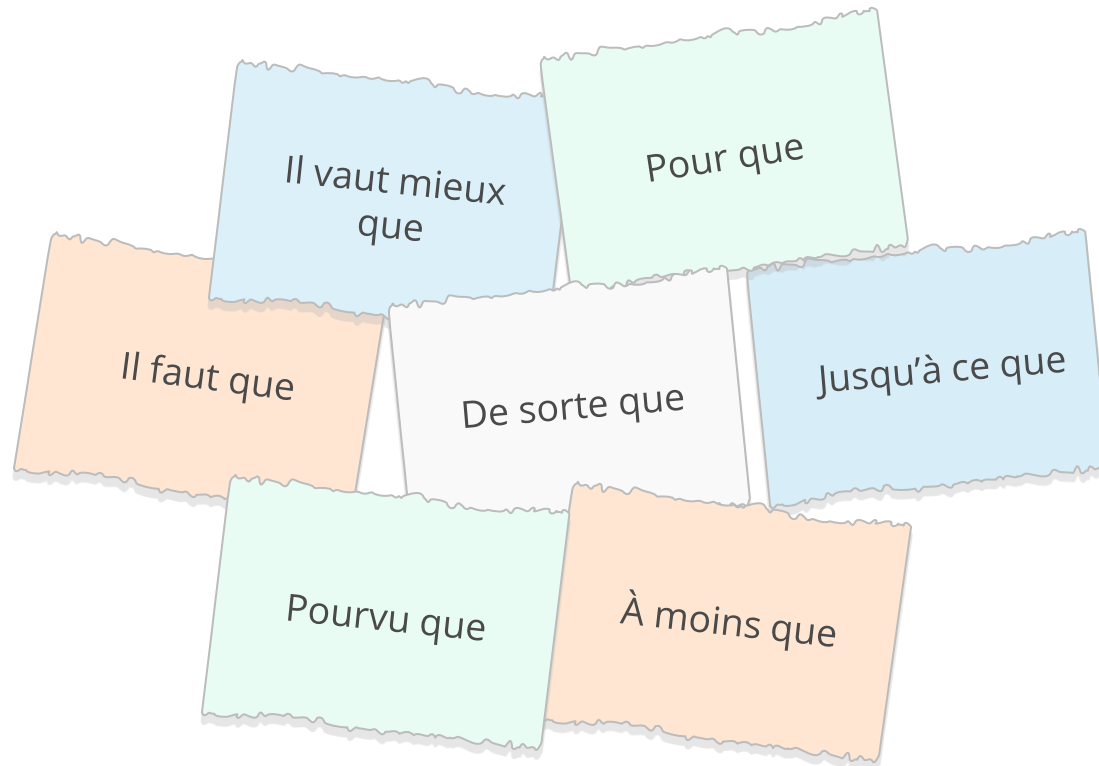 Il vaut mieux
que
Pour que
Il faut que
De sorte que
Jusqu’à ce que
Pourvu que
À moins que